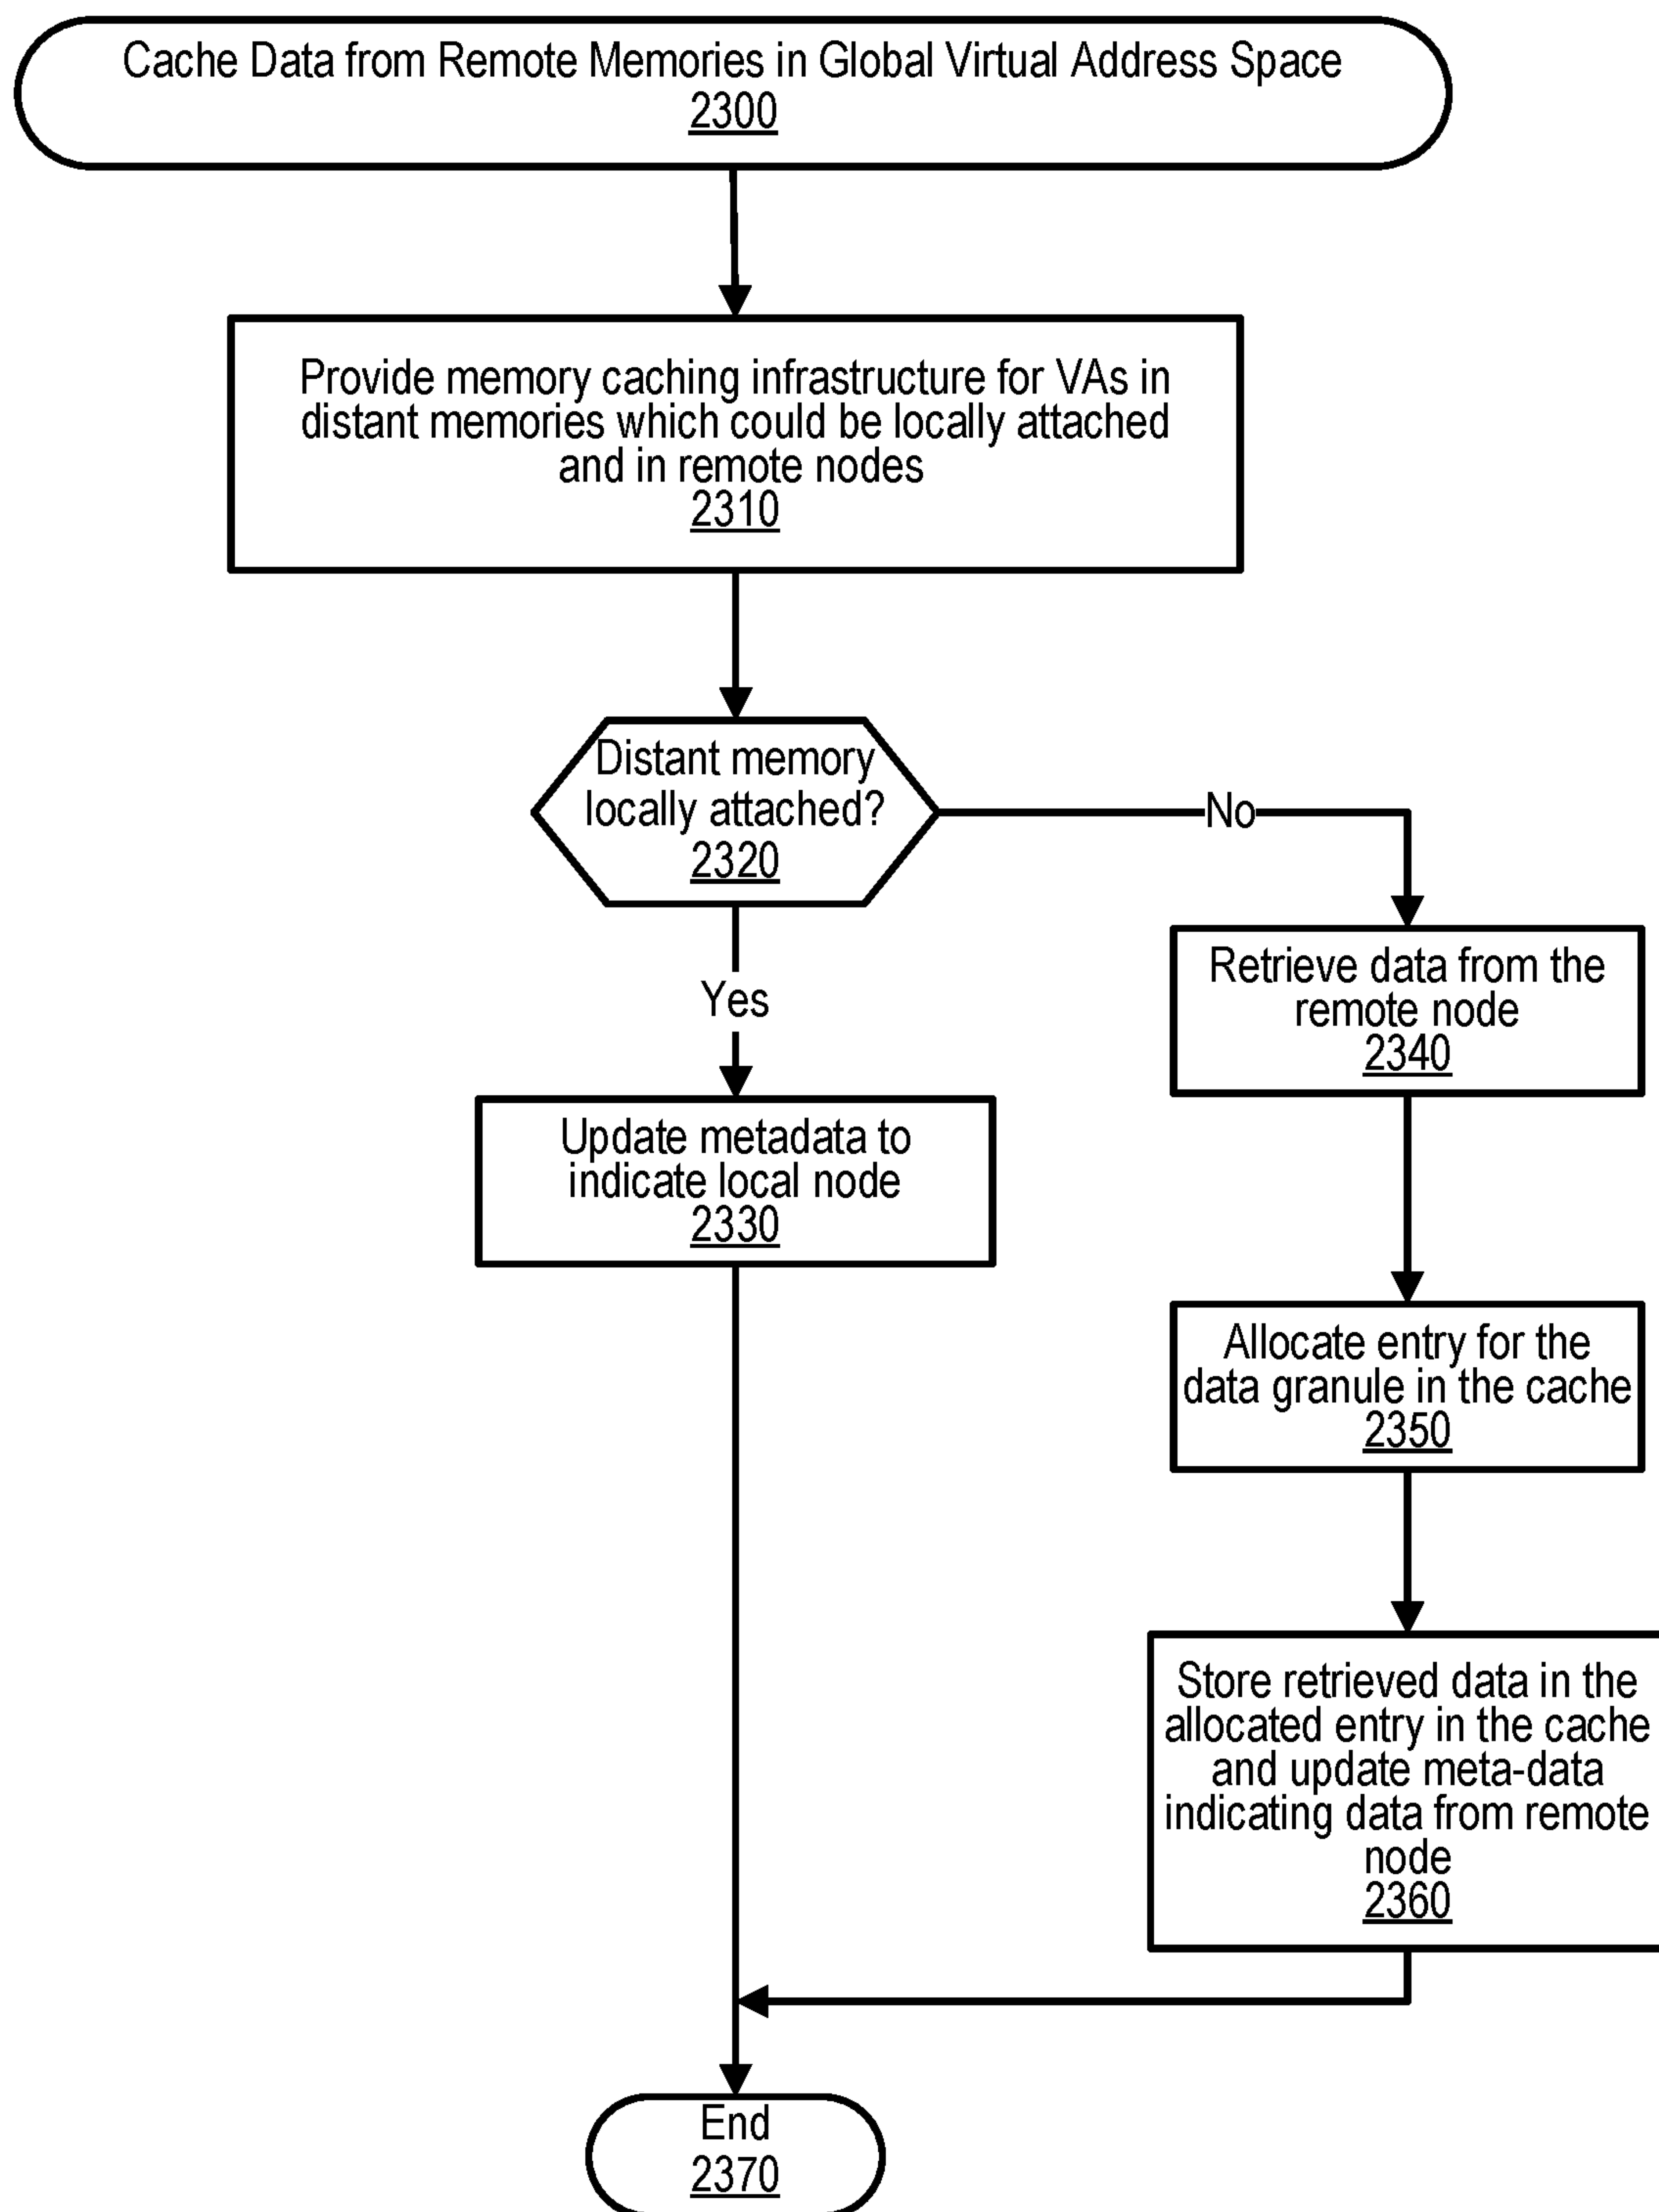 Cache Data from Remote Memories in Global Virtual Address Space
2300
Provide memory caching infrastructure for VAs in
distant memories which could be locally attached
and in remote nodes
2310
Distant memory
locally attached?
2320
No
Yes
Retrieve data from the
remote node
2340
Update metadata to
indicate local node
2330
Allocate entry for the
data granule in the cache
2350
Store retrieved data in the
allocated entry in the cache
and update meta-data
indicating data from remote
node
2360
End
2370